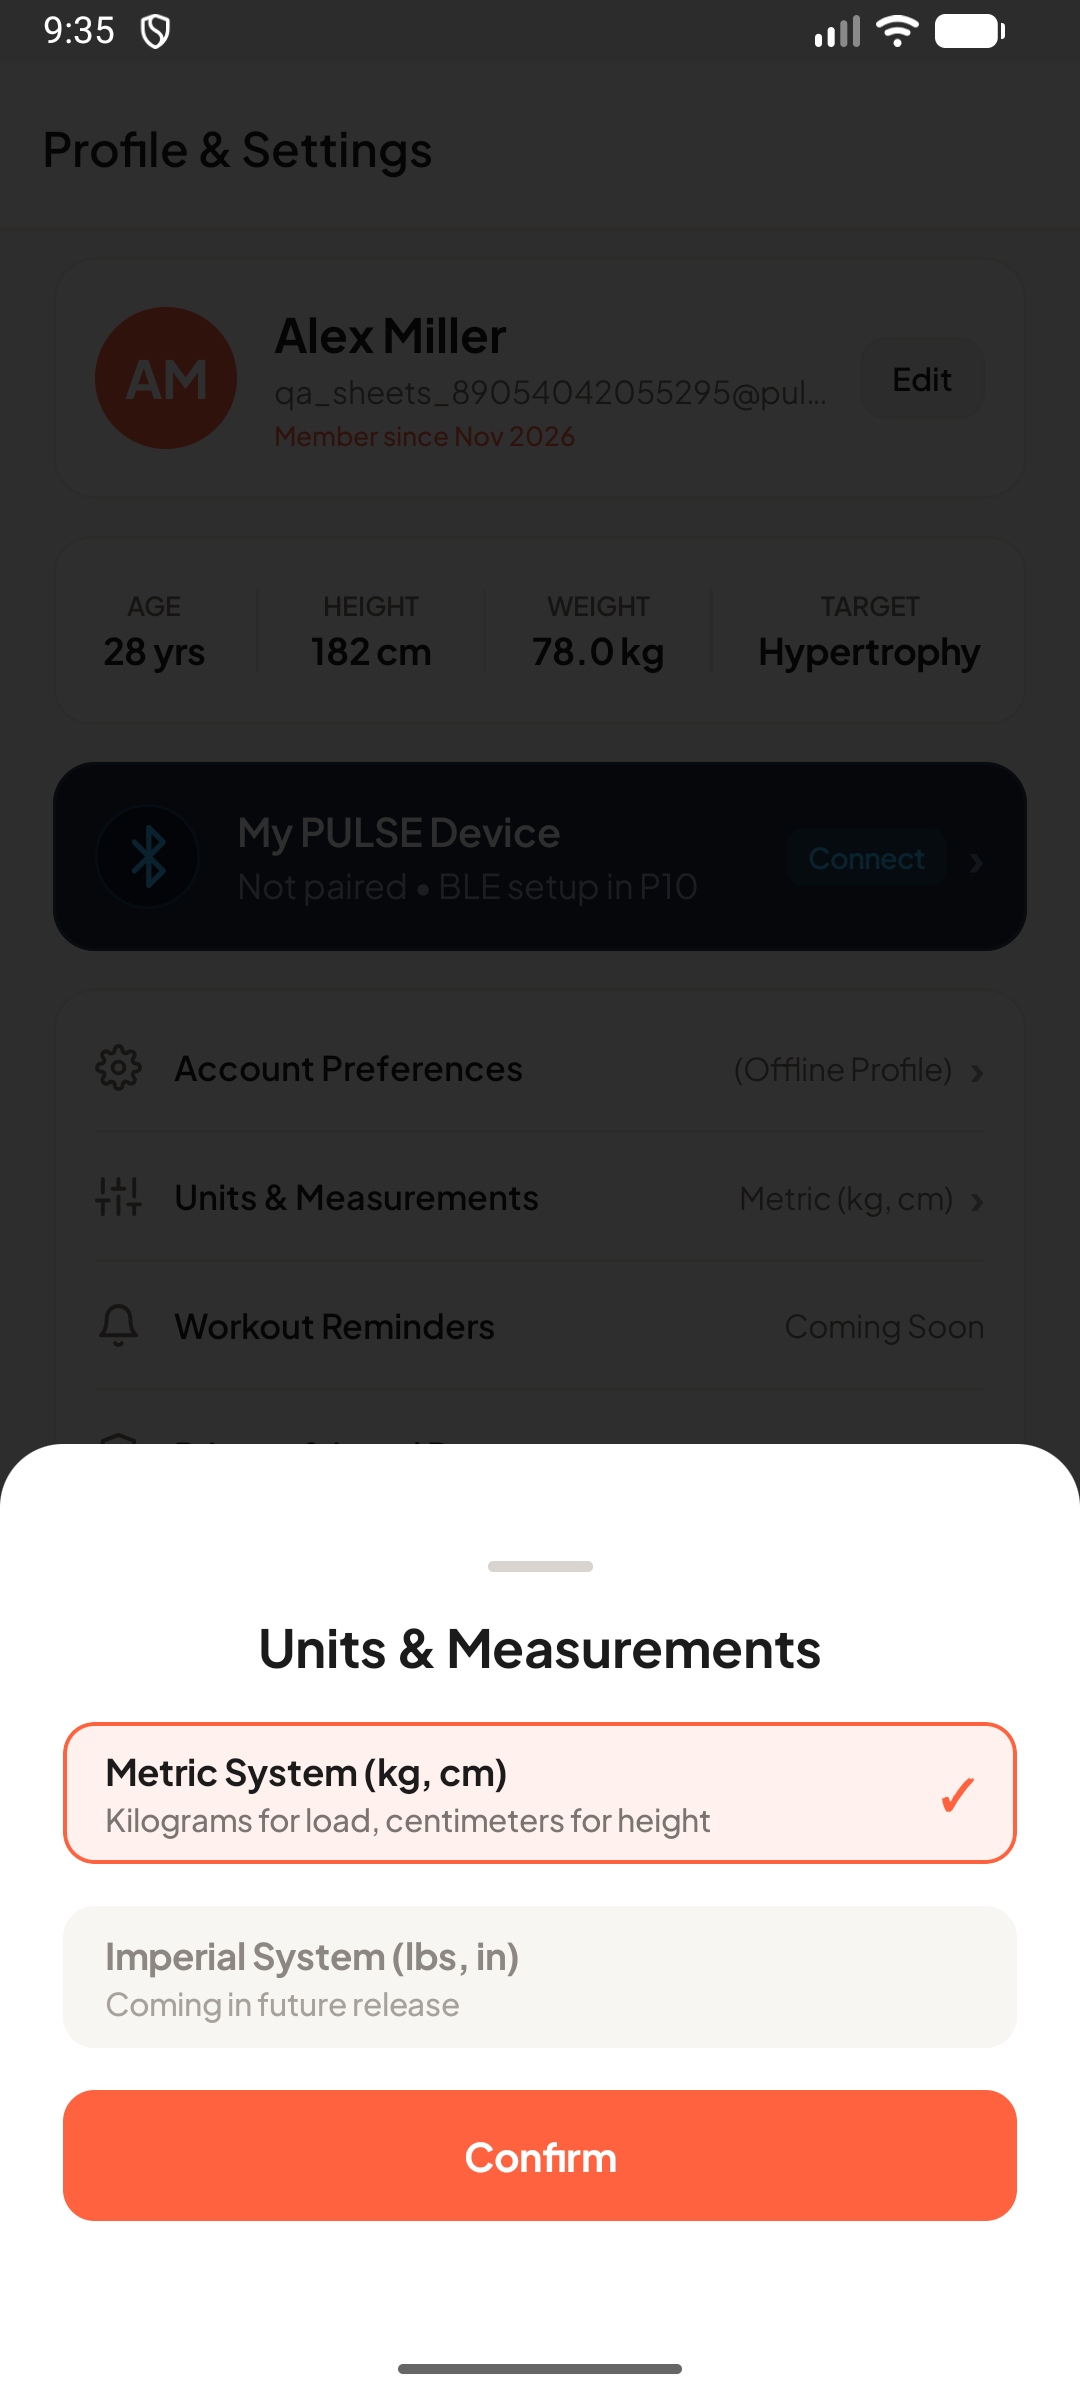 9:35
Profile & Settings
AM
Alex Miller
qa_sheets_89054042055295@pul...
Member since Nov 2026
Edit
AGE
28 yrs
HEIGHT
182 cm
WEIGHT
78.0 kg
TARGET
Hypertrophy
My PULSE Device
Not paired • BLE setup in P10
Connect
Account Preferences
(Offline Profile)
Units & Measurements
Metric (kg, cm)
Workout Reminders
Coming Soon
Units & Measurements
Metric System (kg, cm)
Kilograms for load, centimeters for height
Imperial System (lbs, in)
Coming in future release
Confirm